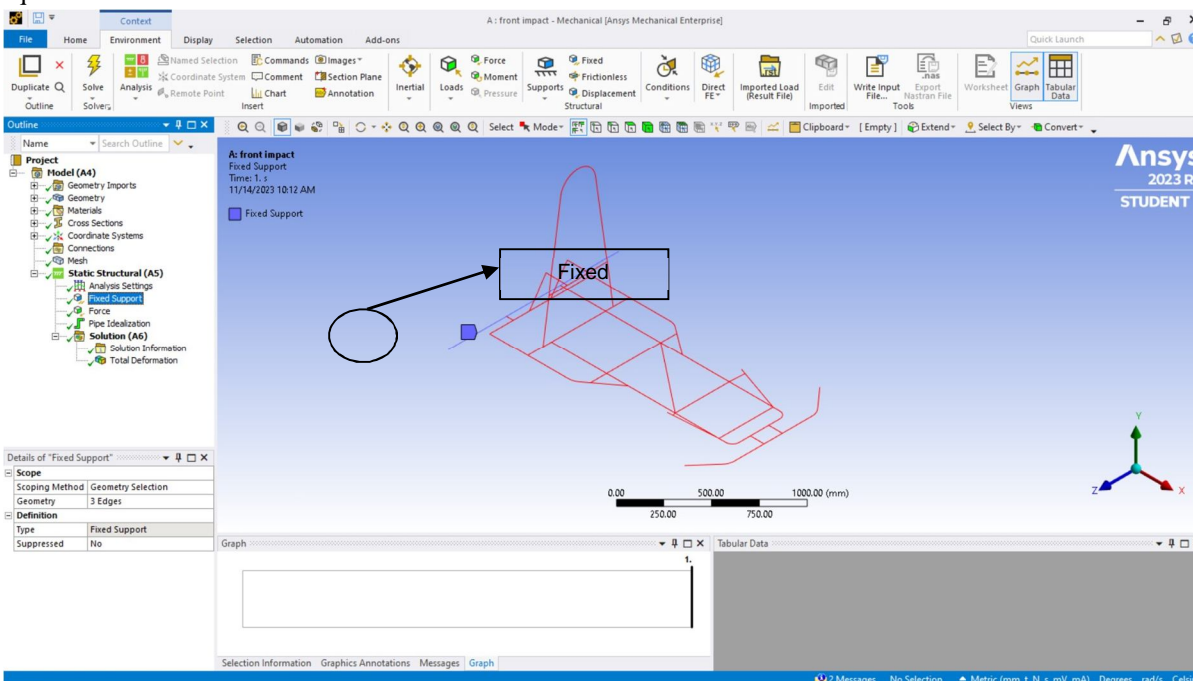 Context
A : front impact - Mechanical [Ansys Mechanical Enterprise]
File Home Environment Display Selection Automation Add-ons
Quick Launch
Duplicate Q
Outline
Solve
Solvers
Analysis
Named Selection
Coordinate System
Remote Point
Commands
Comment
Chart
Images
Section Plane
Annotation
Insert
Inertial
Loads
Force
Moment
Pressure
Supports
Fixed
Frictionless
Displacement
Structural
Conditions
Direct
FE
Imported Load
(Result File)
Edit
Imported
Write Input
File...
Export
Nastran File
Tools
Worksheet
Graph
Tabular
Data
Views
Outline
Select Mode Clipboard [ Empty ] Extend Select By Convert
Name Search Outline
Project
Model (A4)
Geometry Imports
Geometry
Materials
Cross Sections
Coordinate Systems
Connections
Mesh
Static Structural (A5)
Analysis Settings
Fixed Support
Force
Pipe Idealization
Solution (A6)
Solution Information
Total Deformation
A: front impact
Fixed Support
Time: 1. s
11/14/2023 10:12 AM
Fixed Support
Fixed
Ansys
2023 R
STUDENT
Y
Z
X
0.00 500.00 1000.00 (mm)
250.00 750.00
Details of "Fixed Support"
Scope
Scoping Method Geometry Selection
Geometry 3 Edges
Definition
Type Fixed Support
Suppressed No
Graph
1.
Tabular Data
Selection Information Graphics Annotations Messages Graph
2 Messages No Selection Metric (mm, t, N, s, mV, mA) Degrees rad/s Celsi